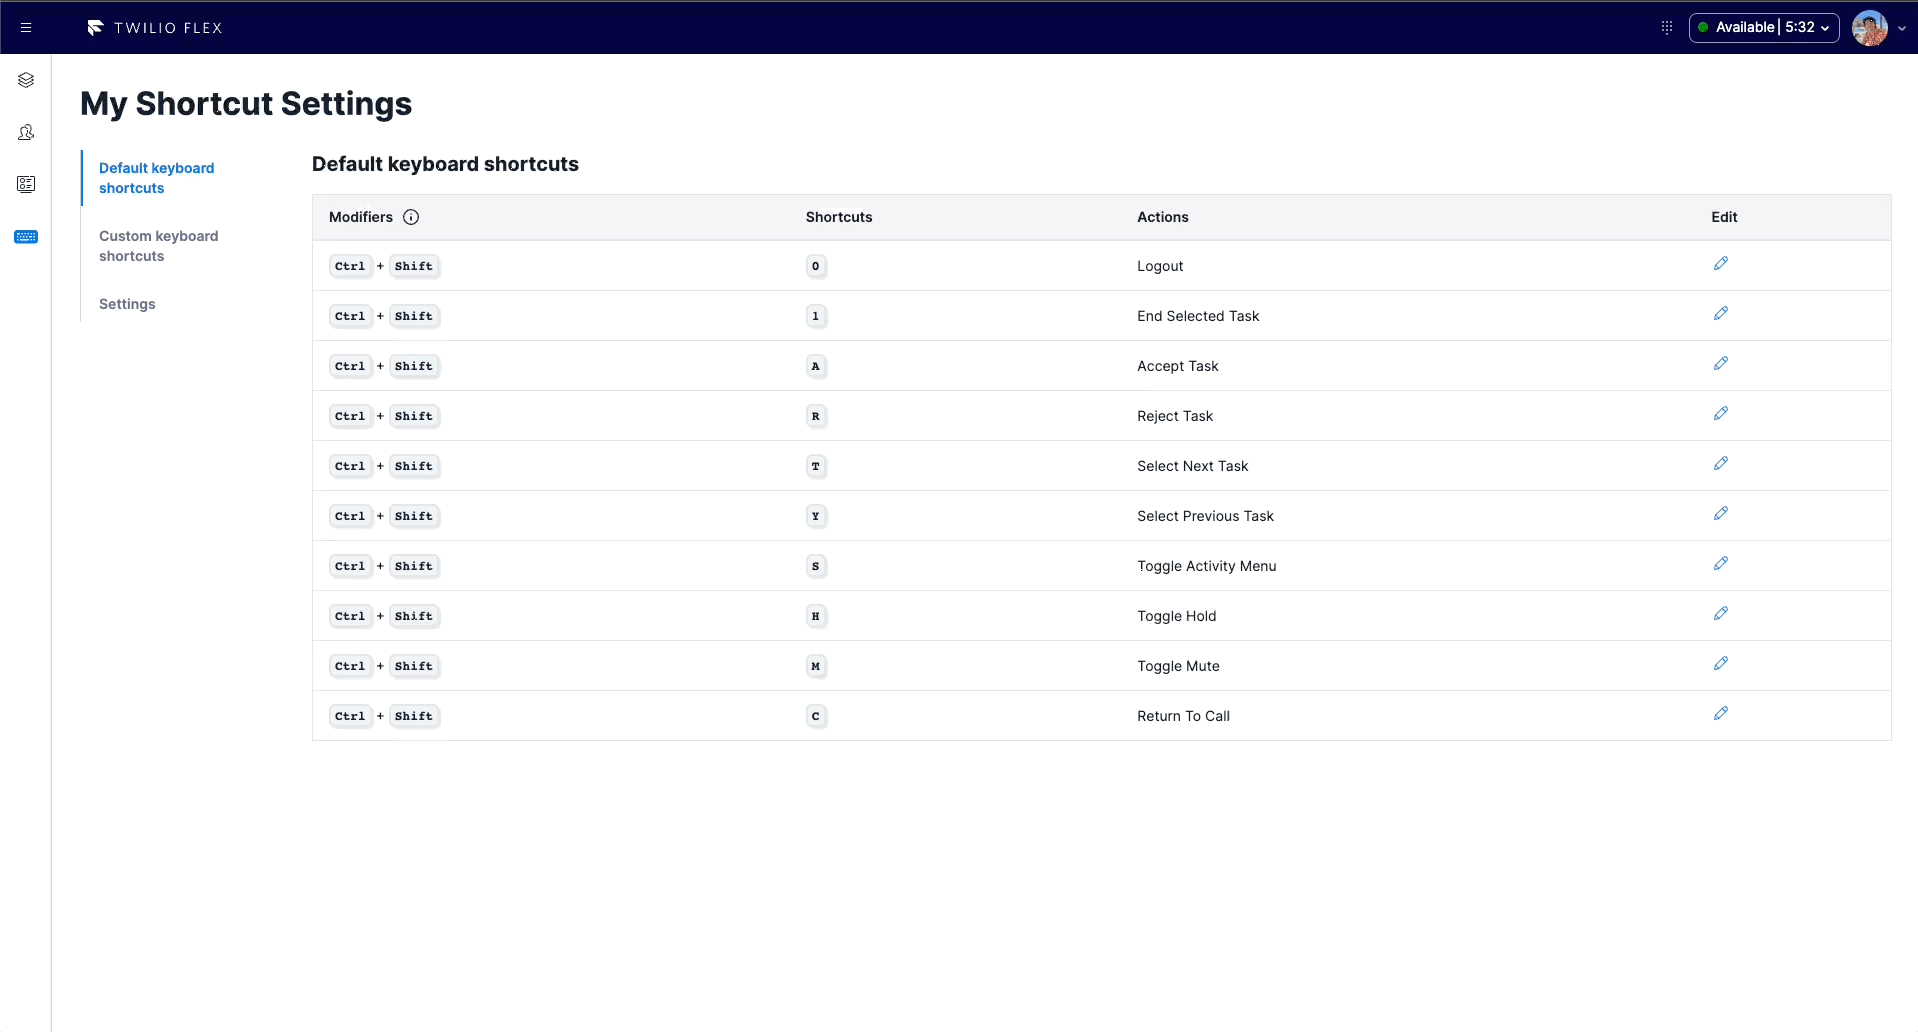 TWILIO FLEX
Available | 5:32
My Shortcut Settings
Default keyboard
shortcuts
Custom keyboard
shortcuts
Settings
Default keyboard shortcuts
Modifiers Shortcuts Actions Edit
Ctrl + Shift 0 Logout
Ctrl + Shift 1 End Selected Task
Ctrl + Shift A Accept Task
Ctrl + Shift R Reject Task
Ctrl + Shift T Select Next Task
Ctrl + Shift Y Select Previous Task
Ctrl + Shift S Toggle Activity Menu
Ctrl + Shift H Toggle Hold
Ctrl + Shift M Toggle Mute
Ctrl + Shift C Return To Call